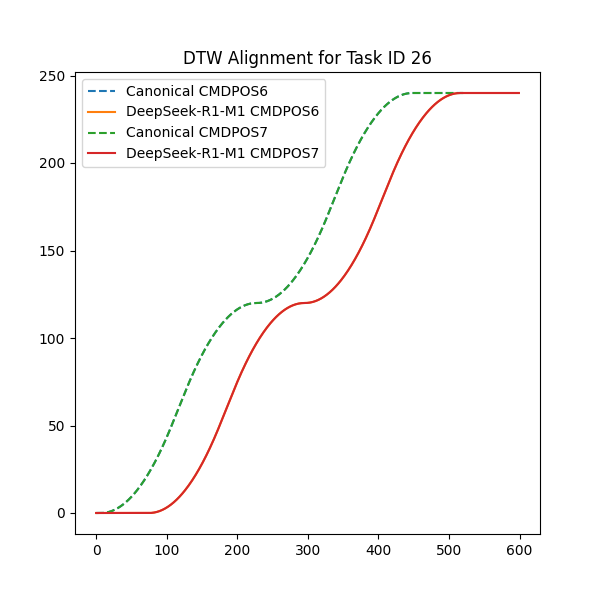 DTW Alignment for Task ID 26
250
Canonical CMDPOS6
DeepSeek-R1-M1 CMDPOS6
Canonical CMDPOS7
DeepSeek-R1-M1 CMDPOS7
200
150
100
50
0
0 100 200 300 400 500 600